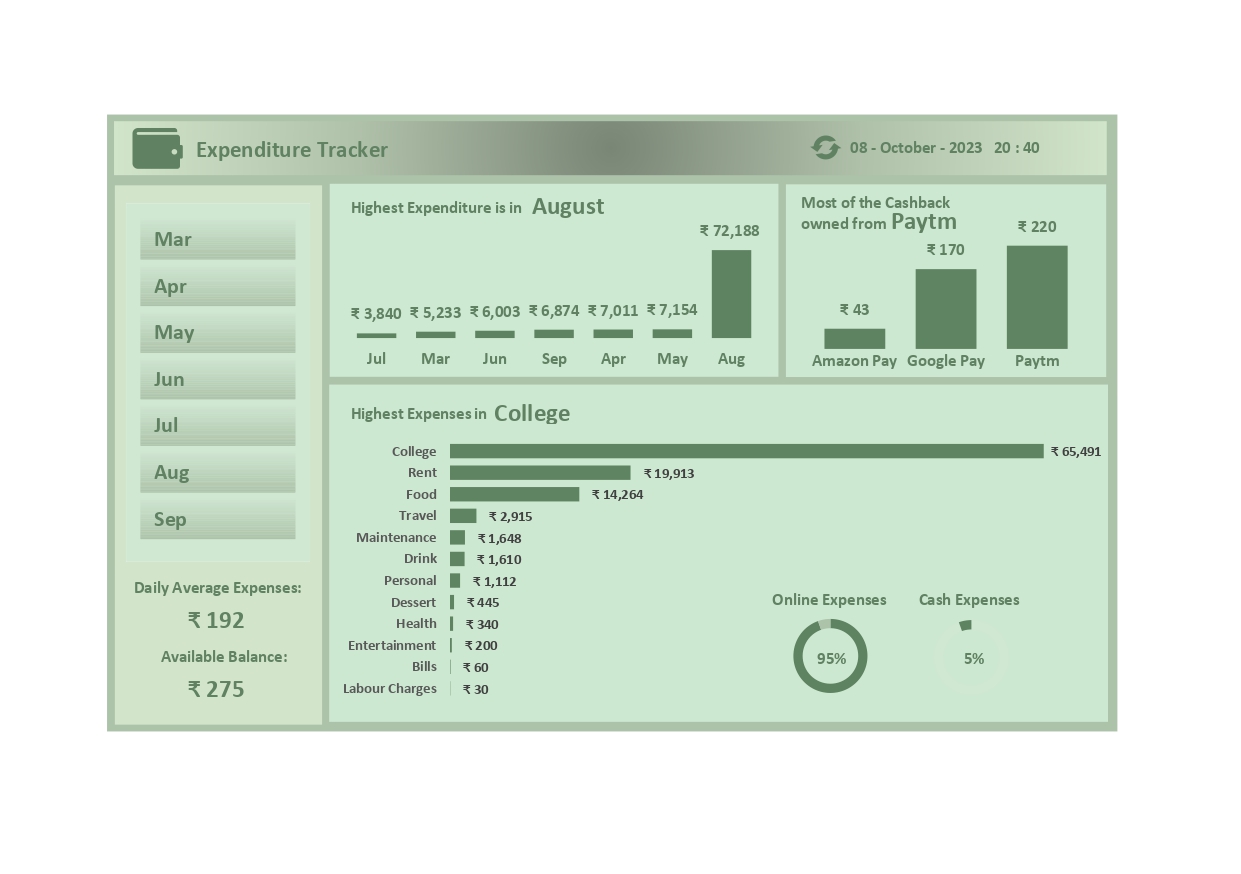 Expenditure Tracker
08 - October - 2023 20 : 40
Mar
Apr
May
Jun
Jul
Aug
Sep
Daily Average Expenses:
₹ 192
Available Balance:
₹ 275
Highest Expenditure is in August
₹ 3,840 ₹ 5,233 ₹ 6,003 ₹ 6,874 ₹ 7,011 ₹ 7,154 ₹ 72,188
Jul Mar Jun Sep Apr May Aug
Most of the Cashback
owned from Paytm
₹ 43 ₹ 170 ₹ 220
Amazon Pay Google Pay Paytm
Highest Expenses in College
College ₹ 65,491
Rent ₹ 19,913
Food ₹ 14,264
Travel ₹ 2,915
Maintenance ₹ 1,648
Drink ₹ 1,610
Personal ₹ 1,112
Dessert ₹ 445
Health ₹ 340
Entertainment ₹ 200
Bills ₹ 60
Labour Charges ₹ 30
Online Expenses Cash Expenses
95% 5%